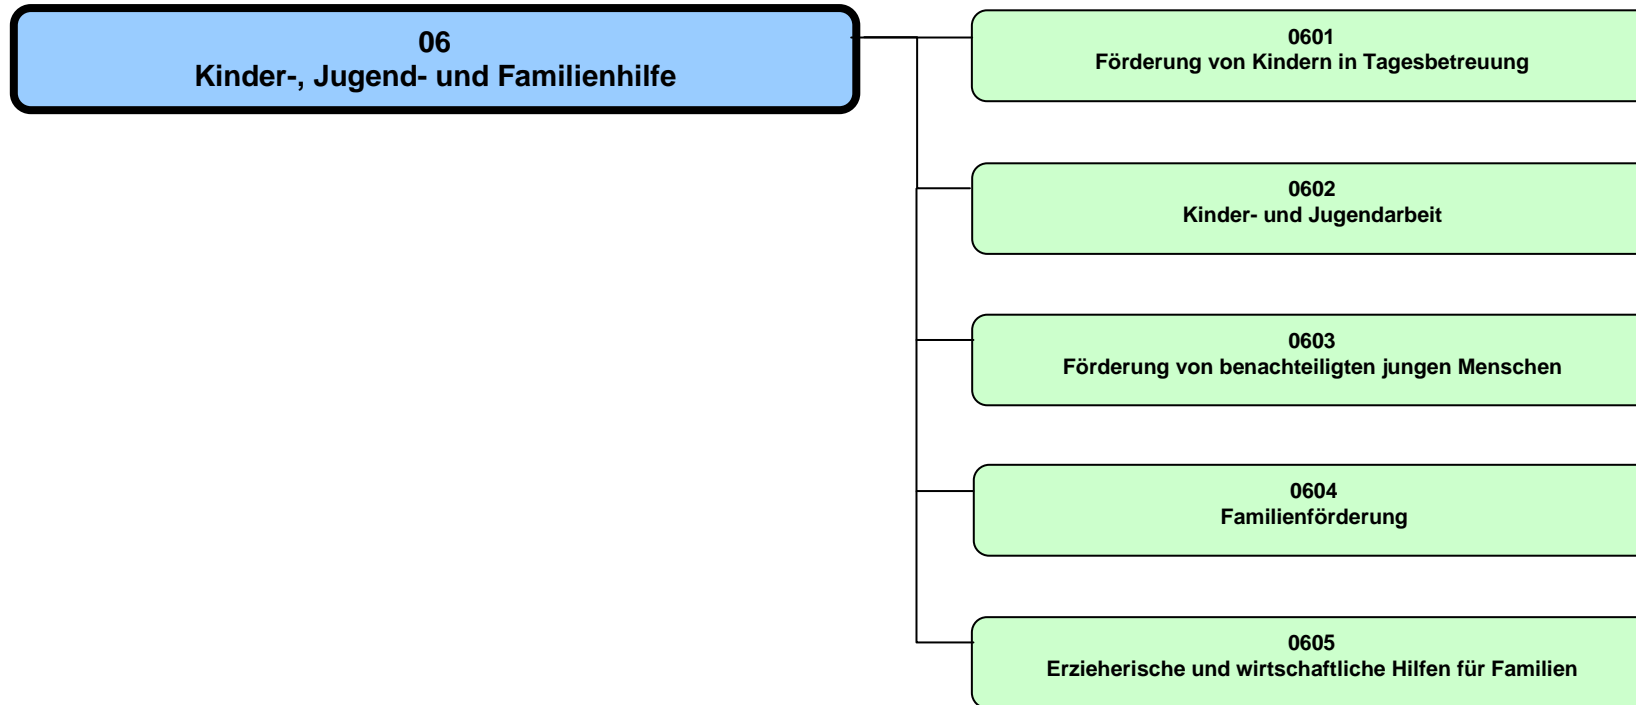 06
Kinder-, Jugend- und Familienhilfe
0601
Förderung von Kindern in Tagesbetreuung
0602
Kinder- und Jugendarbeit
0603
Förderung von benachteiligten jungen Menschen
0604
Familienförderung
0605
Erzieherische und wirtschaftliche Hilfen für Familien